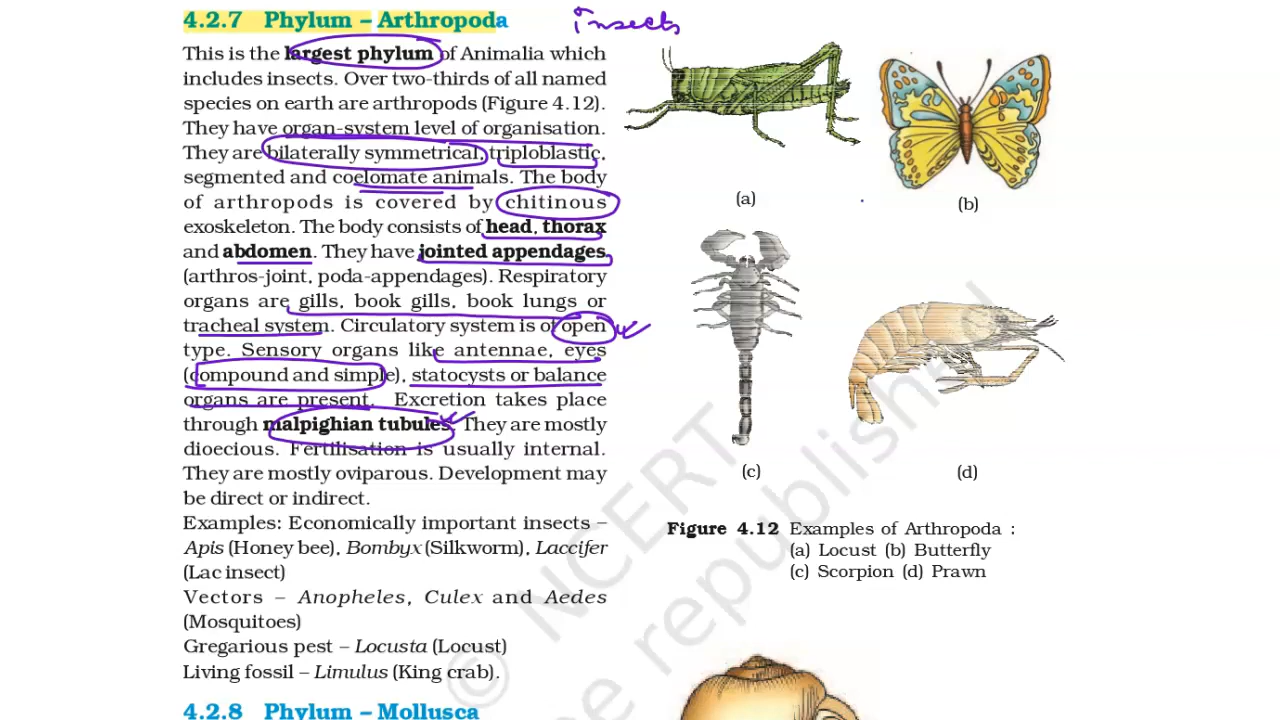 4.2.7 Phylum – Arthropoda
insects
This is the largest phylum of Animalia which
includes insects. Over two-thirds of all named
species on earth are arthropods (Figure 4.12).
They have organ-system level of organisation.
They are bilaterally symmetrical, triploblastic,
segmented and coelomate animals. The body
of arthropods is covered by chitinous
exoskeleton. The body consists of head, thorax
and abdomen. They have jointed appendages
(arthros-joint, poda-appendages). Respiratory
organs are gills, book gills, book lungs or
tracheal system. Circulatory system is of open
type. Sensory organs like antennae, eyes
(compound and simple), statocysts or balance
organs are present. Excretion takes place
through malpighian tubules. They are mostly
dioecious. Fertilisation is usually internal.
They are mostly oviparous. Development may
be direct or indirect.
Examples: Economically important insects –
Apis (Honey bee), Bombyx (Silkworm), Laccifer
(Lac insect)
Vectors – Anopheles, Culex and Aedes
(Mosquitoes)
Gregarious pest – Locusta (Locust)
Living fossil – Limulus (King crab).
4.2.8 Phylum – Mollusca
(a)
(b)
(c)
(d)
Figure 4.12 Examples of Arthropoda :
(a) Locust (b) Butterfly
(c) Scorpion (d) Prawn
© NCERT
be republished